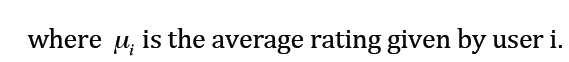 where μᵢ is the average rating given by user i.